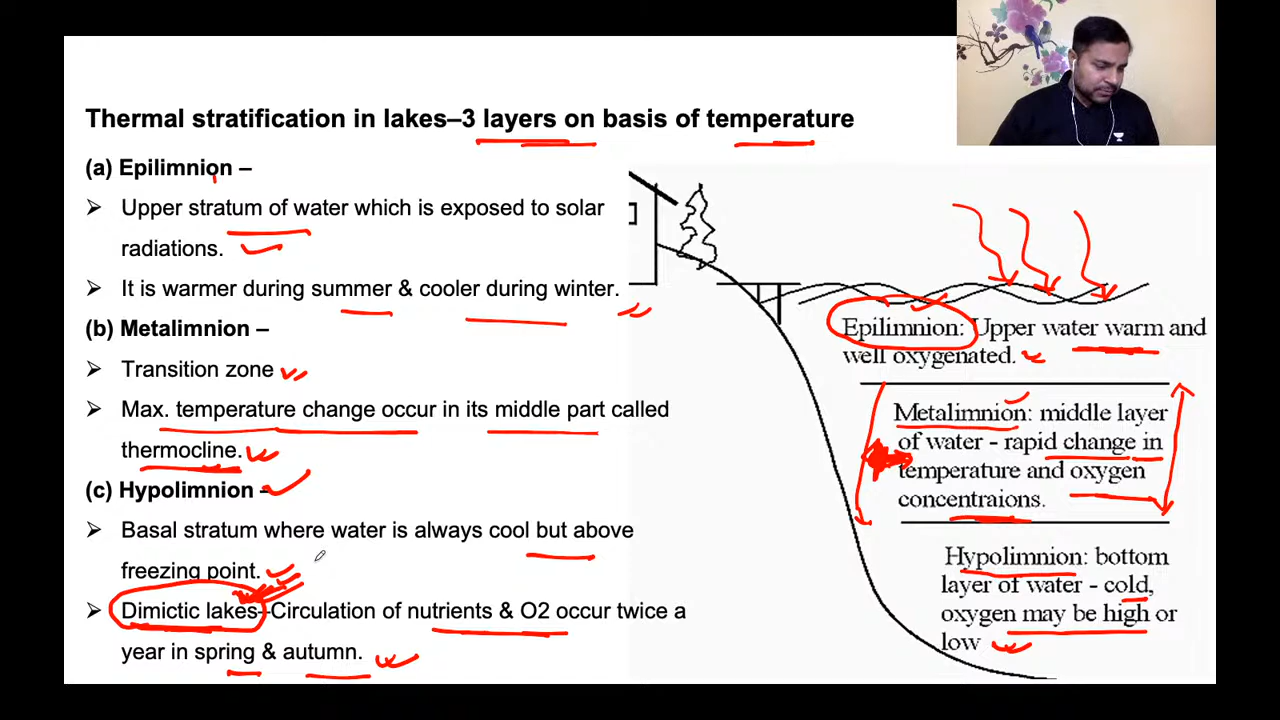 Thermal stratification in lakes–3 layers on basis of temperature
(a) Epilimnion –
Upper stratum of water which is exposed to solar
radiations.
It is warmer during summer & cooler during winter.
(b) Metalimnion –
Transition zone
Max. temperature change occur in its middle part called
thermocline.
(c) Hypolimnion –
Basal stratum where water is always cool but above
freezing point.
Dimictic lakes–Circulation of nutrients & O2 occur twice a
year in spring & autumn.
Epilimnion: Upper water warm and
well oxygenated.
Metalimnion: middle layer
of water - rapid change in
temperature and oxygen
concentraions.
Hypolimnion: bottom
layer of water - cold,
oxygen may be high or
low